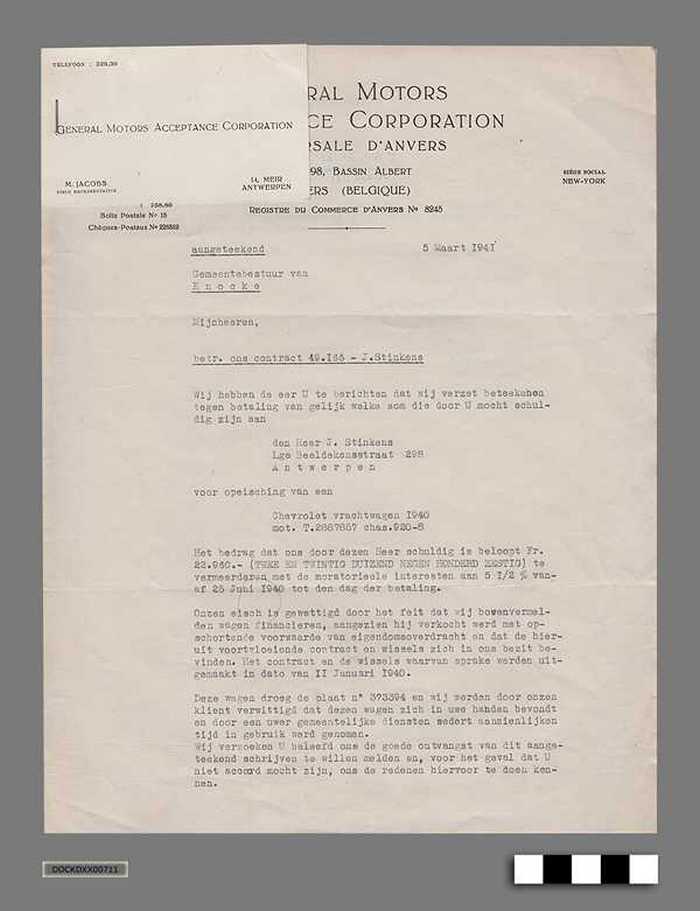 TELEFOON : 329.39
GENERAL MOTORS ACCEPTANCE CORPORATION
M. JACOBS
14, MEIR
ANTWERPEN
RAL MOTORS
CE CORPORATION
RSALE D'ANVERS
98, BASSIN ALBERT
ERS (BELGIQUE)
REGISTRE DU COMMERCE D'ANVERS No 8245
SIÈGE SOCIAL
NEW-YORK
Boîte Postale No 15
Chèques-Postaux No
aangeteekend
5 Maart 1941
Gemeentebestuur van
K n o c k e
Mijnheeren,
betr. ons contract 49.165 - J.Stinkens
Wij hebben de eer U te berichten dat wij verzet beteekenen
tegen betaling van gelijk welke som die door U mocht schul-
dig zijn aan
den Heer J. Stinkens
Lge Beeldekensstraat 298
A n t w e r p e n
voor opeisching van een
Chevrolet vrachtwagen 1940
mot. T.2887857 chas.920-8
Het bedrag dat ons door dezen Heer schuldig is beloopt Fr.
22.960.- (TWEE EN TWINTIG DUIZEND NEGEN HONDERD ZESTIG) te
vermeerderen met de moratorieele interesten aan 5 1/2 % van-
af 25 Juni 1940 tot den dag der betaling.
Onzen eisch is gewettigd door het feit dat wij bovenvermel-
den wagen financieren, aangezien hij verkocht werd met op-
schortende voorwaarde van eigendomsoverdracht en dat de hier-
uit voortvloeiende contract en wissels zich in ons bezit be-
vinden. Het contract en de wissels waarvan sprake werden uit-
gemaakt in dato van 11 Januari 1940.
Deze wagen droeg de plaat n° 373394 en wij werden door onzen
klient verwittigd dat dezen wagen zich in uwe handen bevondt
en door een uwer gemeentelijke diensten sedert aanzienlijken
tijd in gebruik werd genomen.
Wij verzoeken U beleefd ons de goede ontvangst van dit aange-
teekend schrijven te willen melden en, voor het geval dat U
niet accoord mocht zijn, ons de redenen hiervoor te doen ken-
nen.
DOCKDXX00711